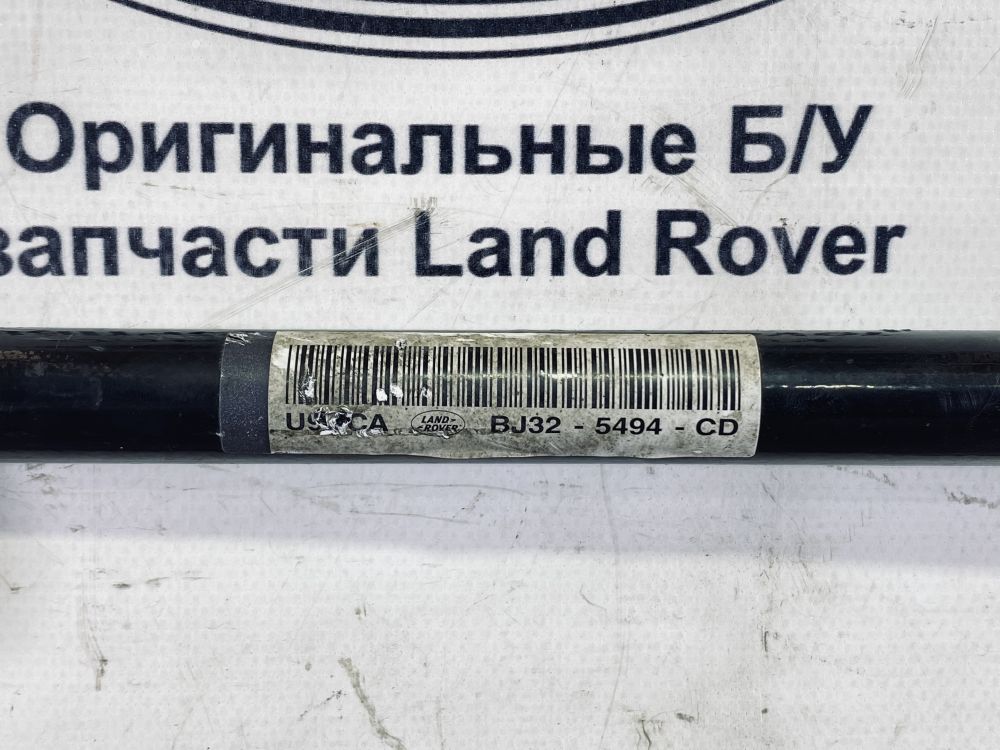 Оригинальные Б/У
запчасти Land Rover
LAND-
-ROVER BJ32 - 5494 - CD